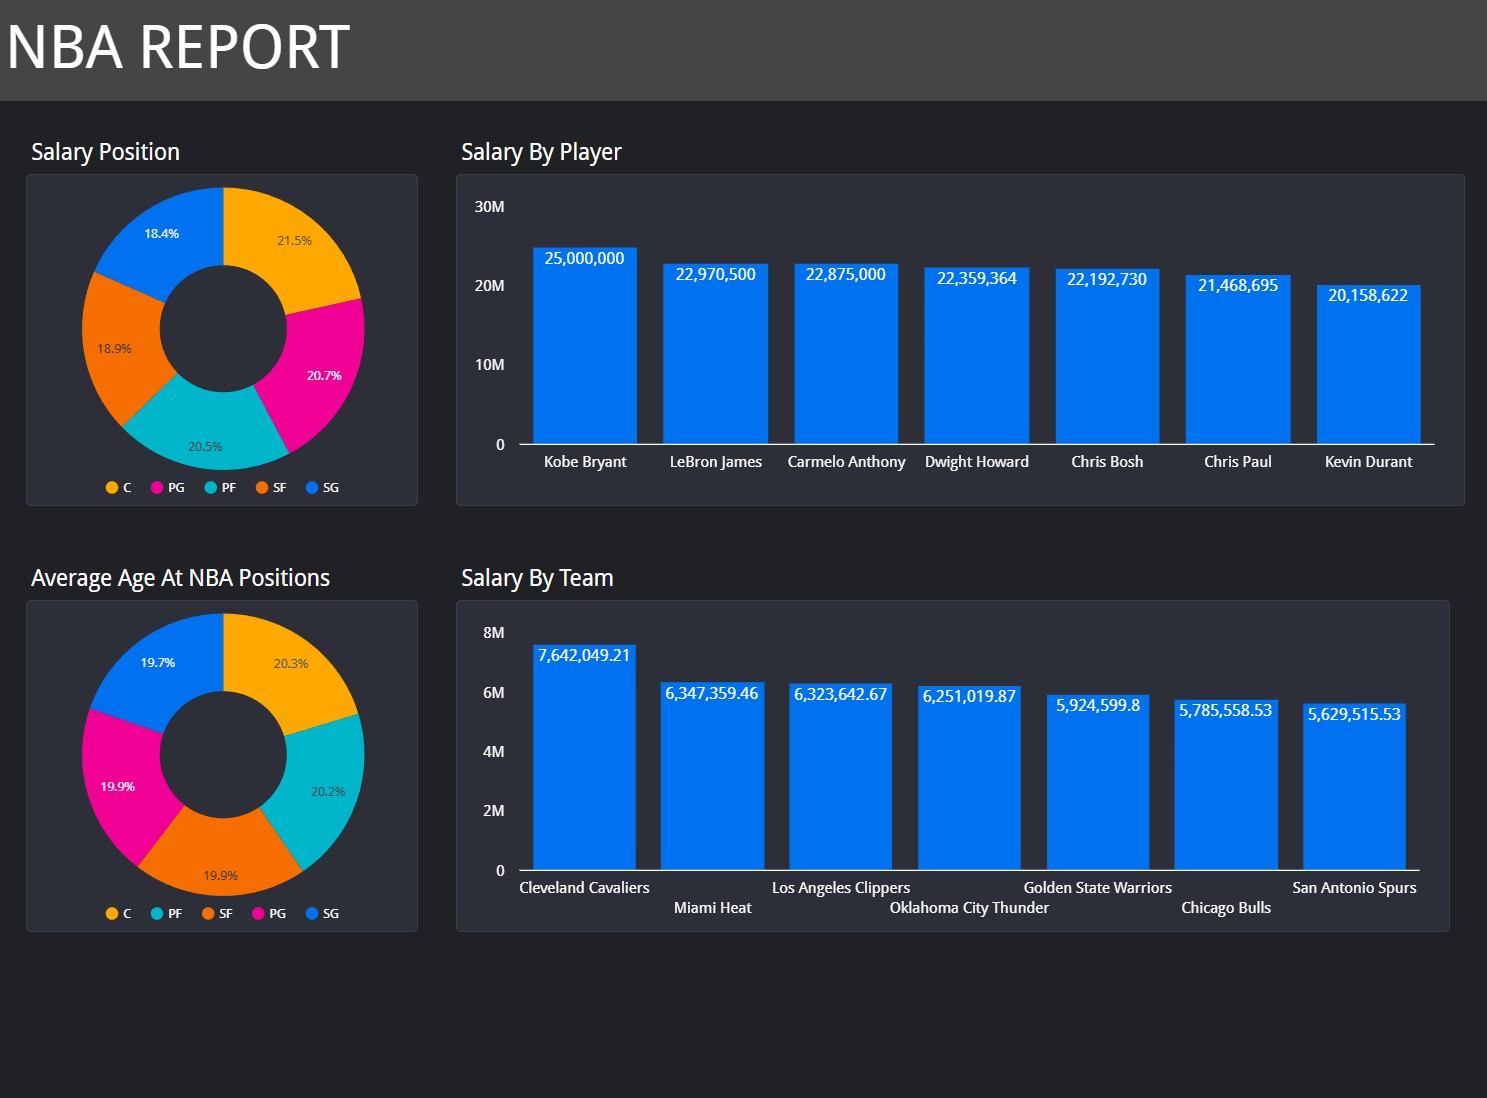 NBA REPORT
Salary Position
18.4%
21.5%
18.9%
20.7%
20.5%
C PG PF SF SG
Salary By Player
30M
20M
10M
0
25,000,000
22,970,500
22,875,000
22,359,364
22,192,730
21,468,695
20,158,622
Kobe Bryant LeBron James Carmelo Anthony Dwight Howard Chris Bosh Chris Paul Kevin Durant
Average Age At NBA Positions
19.7%
20.3%
19.9%
20.2%
19.9%
C PF SF PG SG
Salary By Team
8M
6M
4M
2M
0
7,642,049.21
6,347,359.46
6,323,642.67
6,251,019.87
5,924,599.8
5,785,558.53
5,629,515.53
Cleveland Cavaliers Los Angeles Clippers Golden State Warriors San Antonio Spurs
Miami Heat Oklahoma City Thunder Chicago Bulls